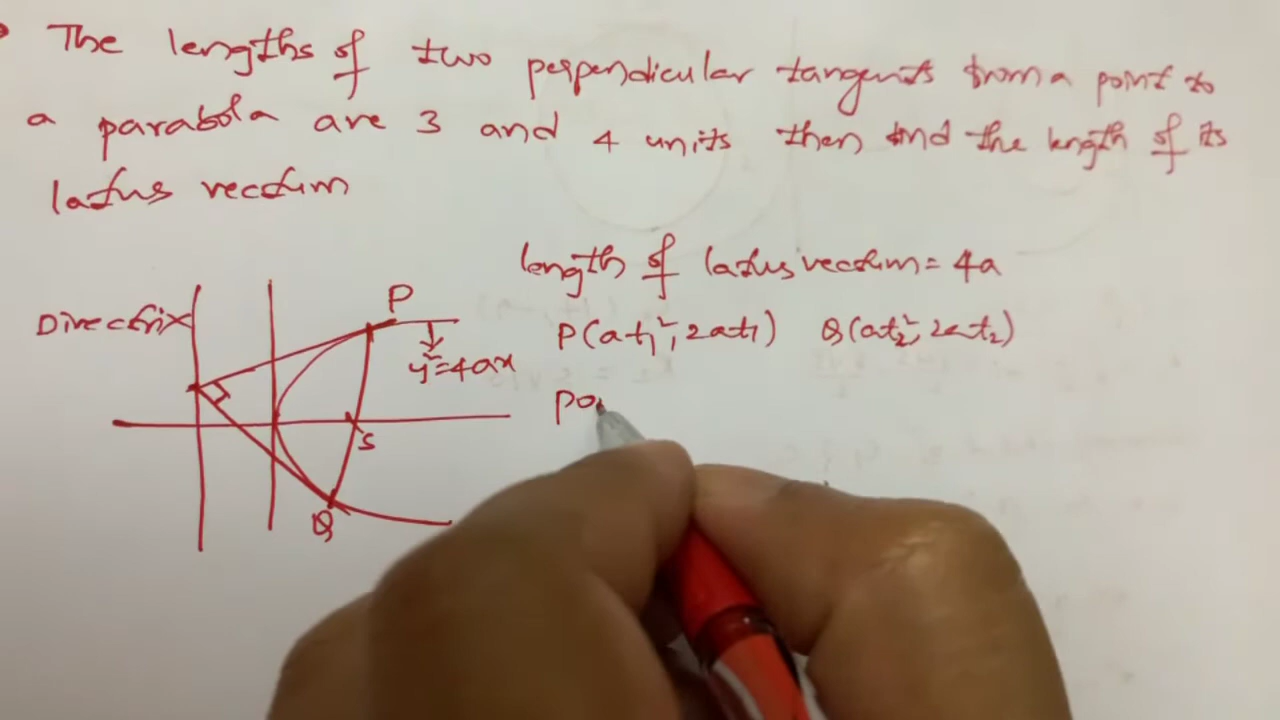 The lengths of two perpendicular tangents from a point to
a parabola are 3 and 4 units then find the length of its
latus rectum
length of latus rectum = 4a
Directrix
P
P(at₁², 2at₁) Q(at₂², 2at₂)
y²=4ax
po
S
Q